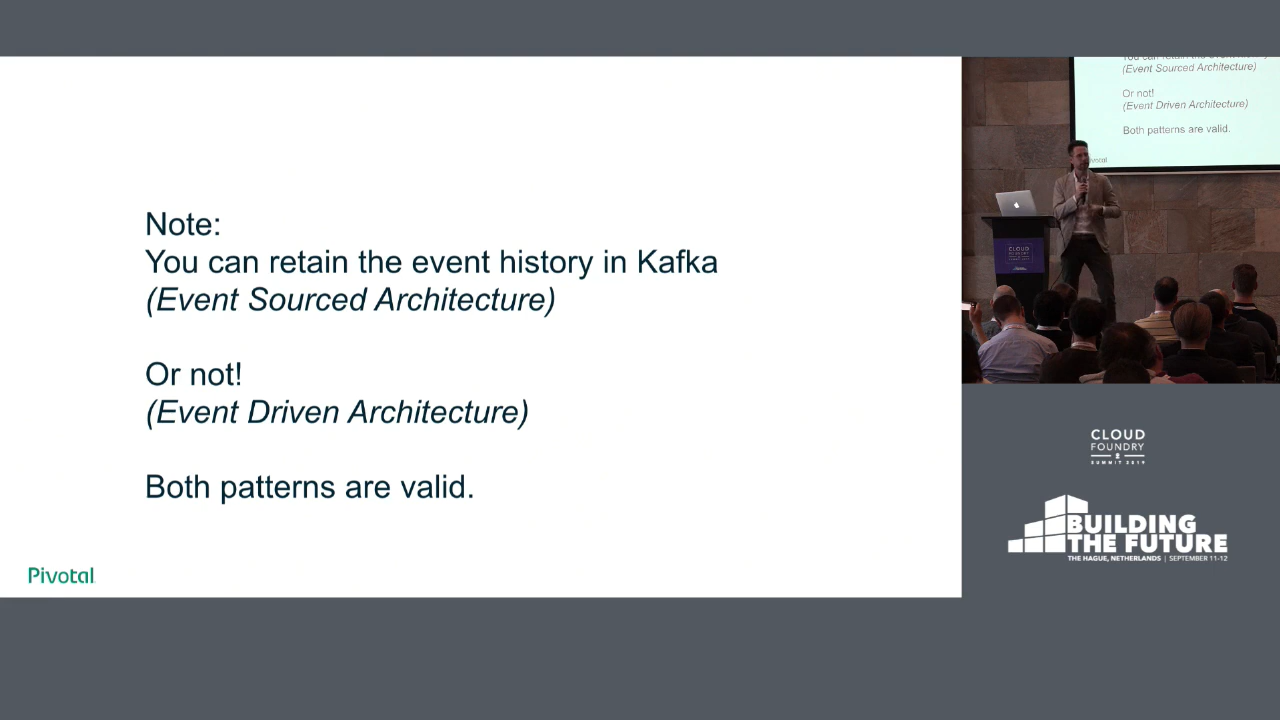 Note:
You can retain the event history in Kafka
(Event Sourced Architecture)
Or not!
(Event Driven Architecture)
Both patterns are valid.
Pivotal
(Event Sourced Architecture)
Or not!
(Event Driven Architecture)
Both patterns are valid.
CLOUD
FOUNDRY
CLOUD
FOUNDRY
SUMMIT 2019
BUILDING
THE FUTURE
THE HAGUE, NETHERLANDS | SEPTEMBER 11-12